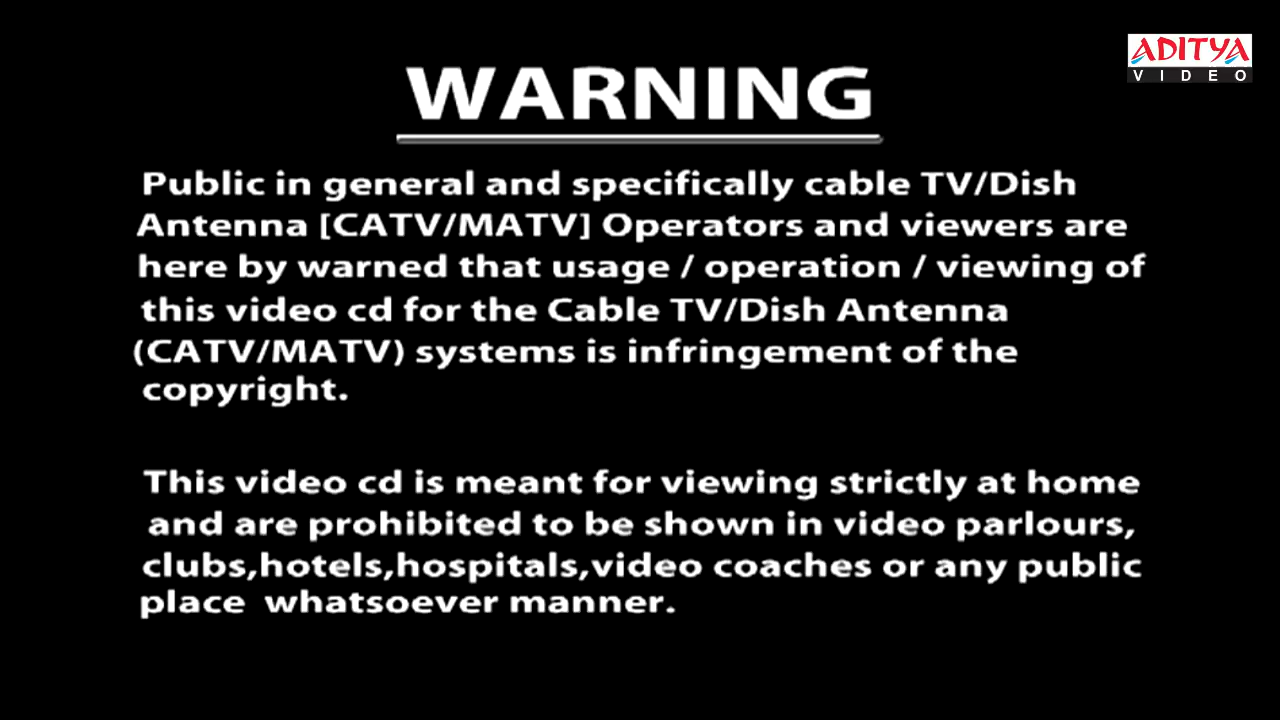 ADITYA
VIDEO
WARNING
Public in general and specifically cable TV/Dish
Antenna [CATV/MATV] Operators and viewers are
here by warned that usage / operation / viewing of
this video cd for the Cable TV/Dish Antenna
(CATV/MATV) systems is infringement of the
copyright.
This video cd is meant for viewing strictly at home
and are prohibited to be shown in video parlours,
clubs,hotels,hospitals,video coaches or any public
place whatsoever manner.